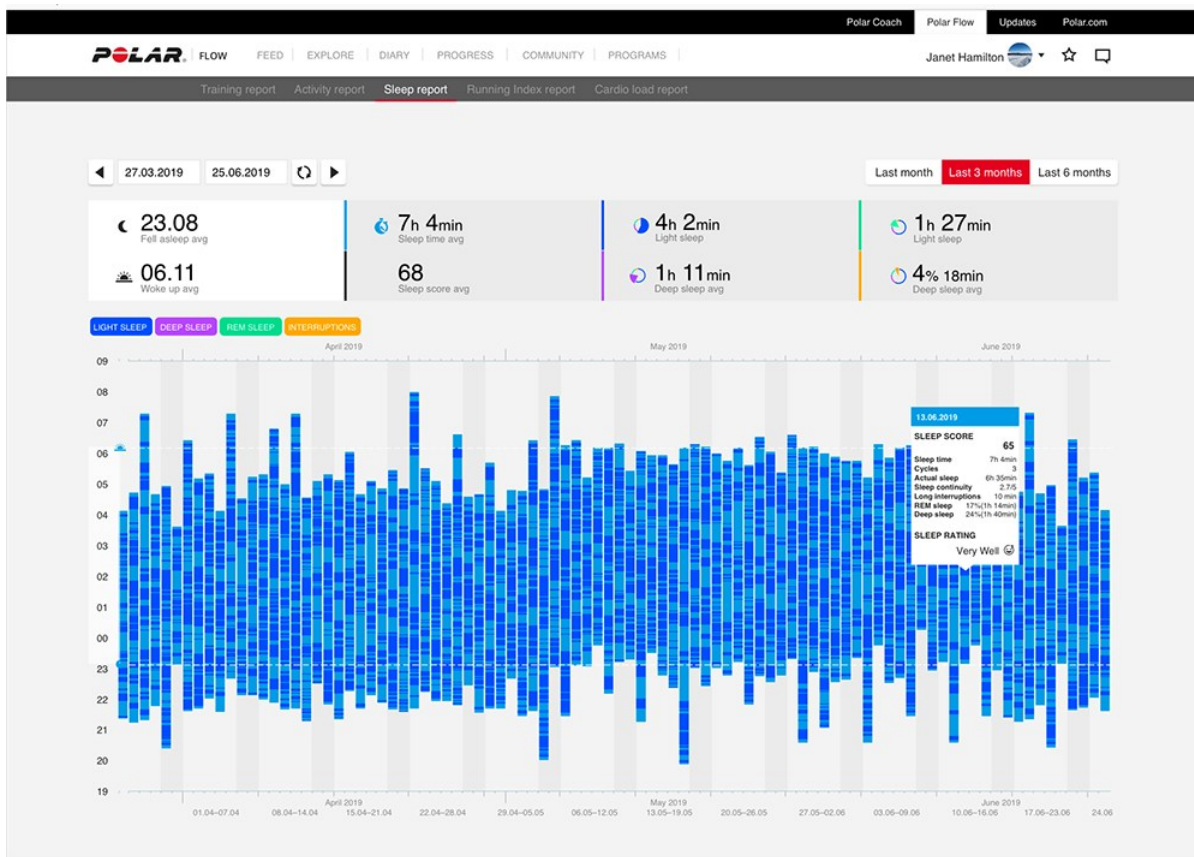 Polar Coach Polar Flow Updates Polar.com
POLAR. FLOW FEED EXPLORE DIARY PROGRESS COMMUNITY PROGRAMS Janet Hamilton
Training report Activity report Sleep report Running Index report Cardio load report
27.03.2019 25.06.2019 Last month Last 3 months Last 6 months
23.08 7h 4min 4h 2min 1h 27min
Fell asleep avg Sleep time avg Light sleep Light sleep
06.11 68 1h 11min 4% 18min
Woke up avg Sleep score avg Deep sleep avg Deep sleep avg
LIGHT SLEEP DEEP SLEEP REM SLEEP INTERRUPTIONS
April 2019 May 2019 June 2019
09
08
07
06
05
04
03
02
01
00
23
22
21
20
19
13.06.2019
SLEEP SCORE
65
Sleep time 7h 4min
Cycles 3
Actual sleep 6h 35min
Sleep continuity 2.7/5
Long interruptions 10 min
REM sleep 17%(1h 14min)
Deep sleep 24%(1h 40min)
SLEEP RATING
Very Well
April 2019 May 2019 June 2019
01.04–07.04 08.04–14.04 15.04–21.04 22.04–28.04 29.04–05.05 06.05–12.05 13.05–19.05 20.05–26.05 27.05–02.06 03.06–09.06 10.06–16.06 17.06–23.06 24.06